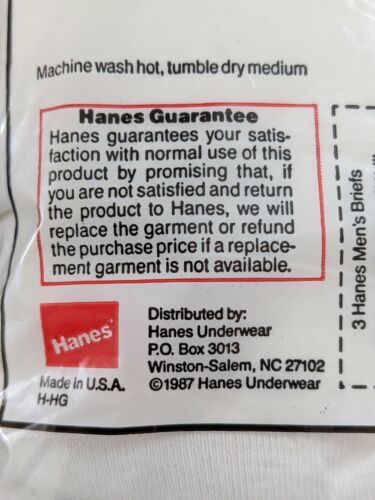 Machine wash hot, tumble dry medium
Hanes Guarantee
Hanes guarantees your satis-
faction with normal use of this
product by promising that, if
you are not satisfied and return
the product to Hanes, we will
replace the garment or refund
the purchase price if a replace-
ment garment is not available.
Hanes®
Made in U.S.A.
H-HG
Distributed by:
Hanes Underwear
P.O. Box 3013
Winston-Salem, NC 27102
©1987 Hanes Underwear
3 Hanes Men's Briefs